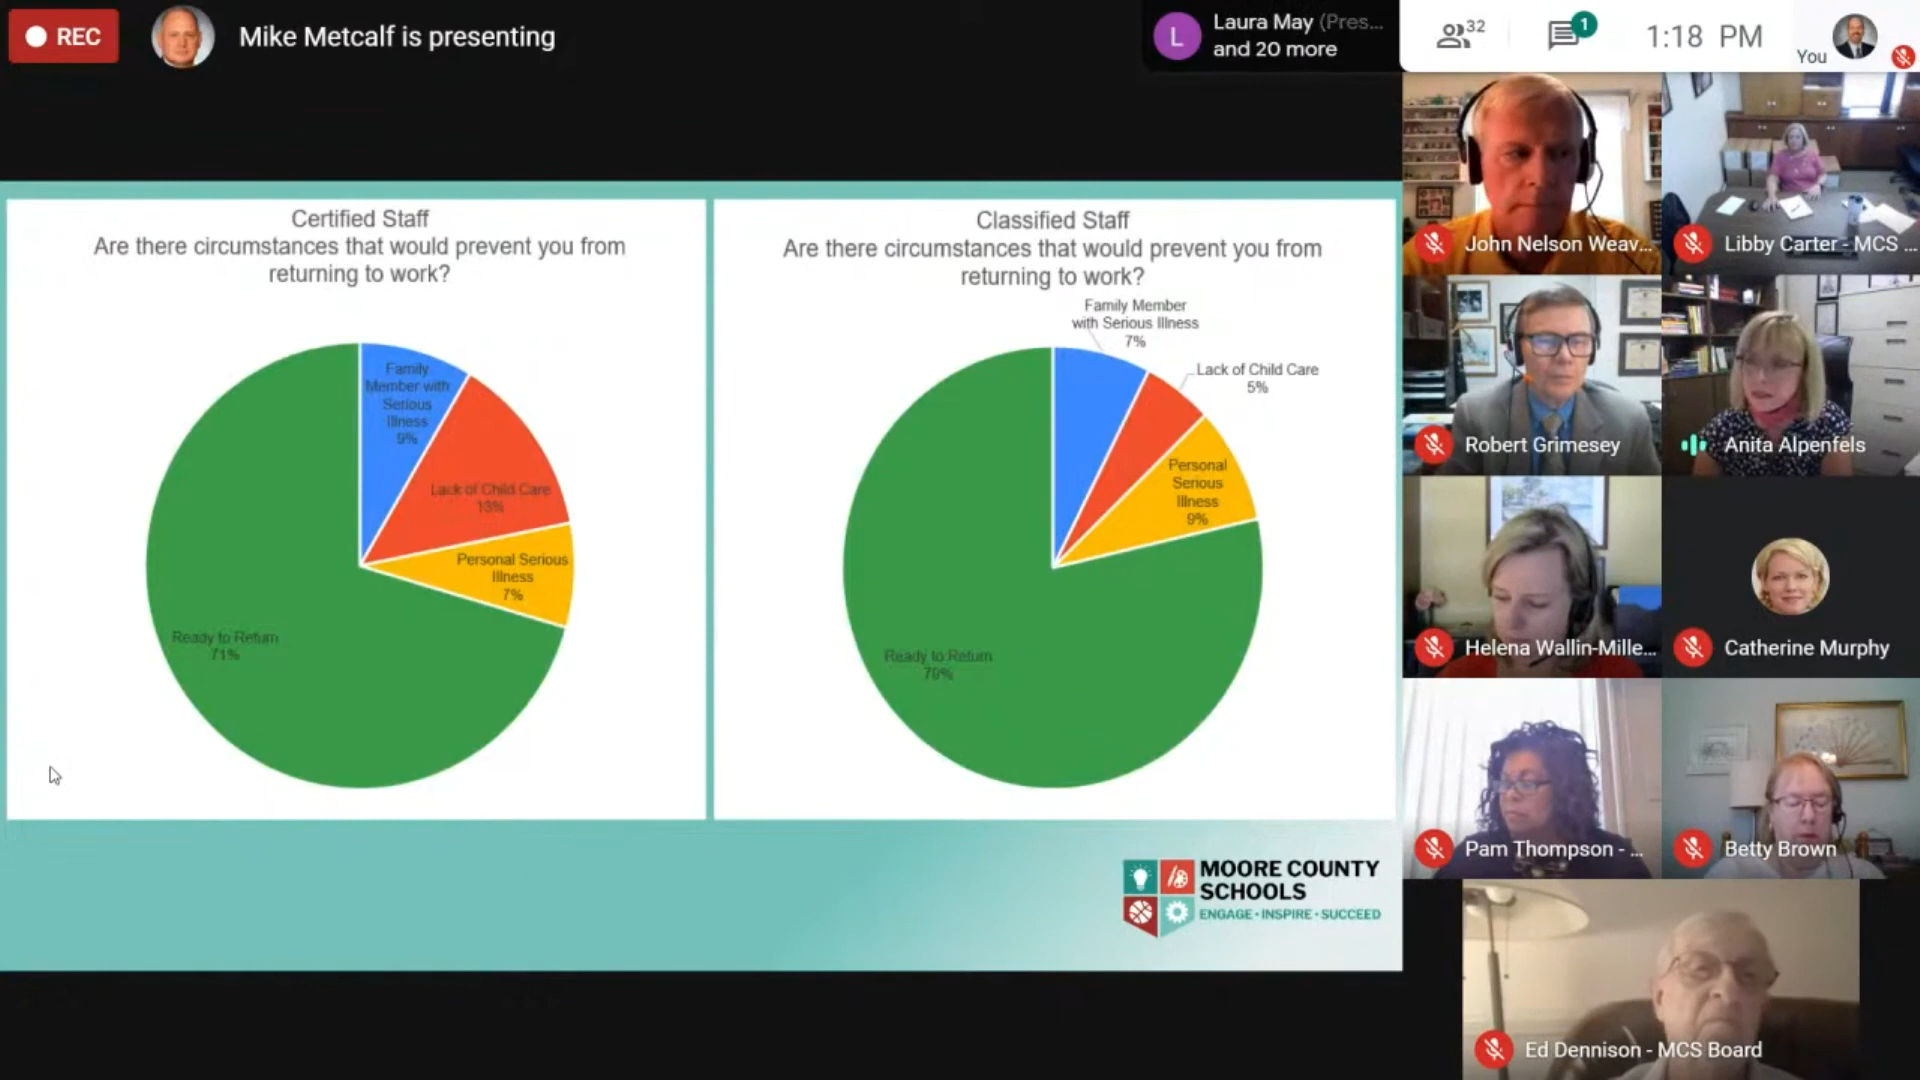 REC
Mike Metcalf is presenting
Laura May (Pres...
and 20 more
32
1
1:18 PM
You
L
Certified Staff
Are there circumstances that would prevent you from
returning to work?
Family
Member with
Serious
Illness
9%
Lack of Child Care
13%
Personal Serious
Illness
7%
Ready to Return
71%
Classified Staff
Are there circumstances that would prevent you from
returning to work?
Family Member
with Serious Illness
7%
Lack of Child Care
5%
Personal
Serious
Illness
9%
Ready to Return
79%
MOORE COUNTY
SCHOOLS
ENGAGE • INSPIRE • SUCCEED
John Nelson Weav...
Libby Carter - MCS ...
Robert Grimesey
Anita Alpenfels
Helena Wallin-Mille...
Catherine Murphy
Pam Thompson - ...
Betty Brown
Ed Dennison - MCS Board